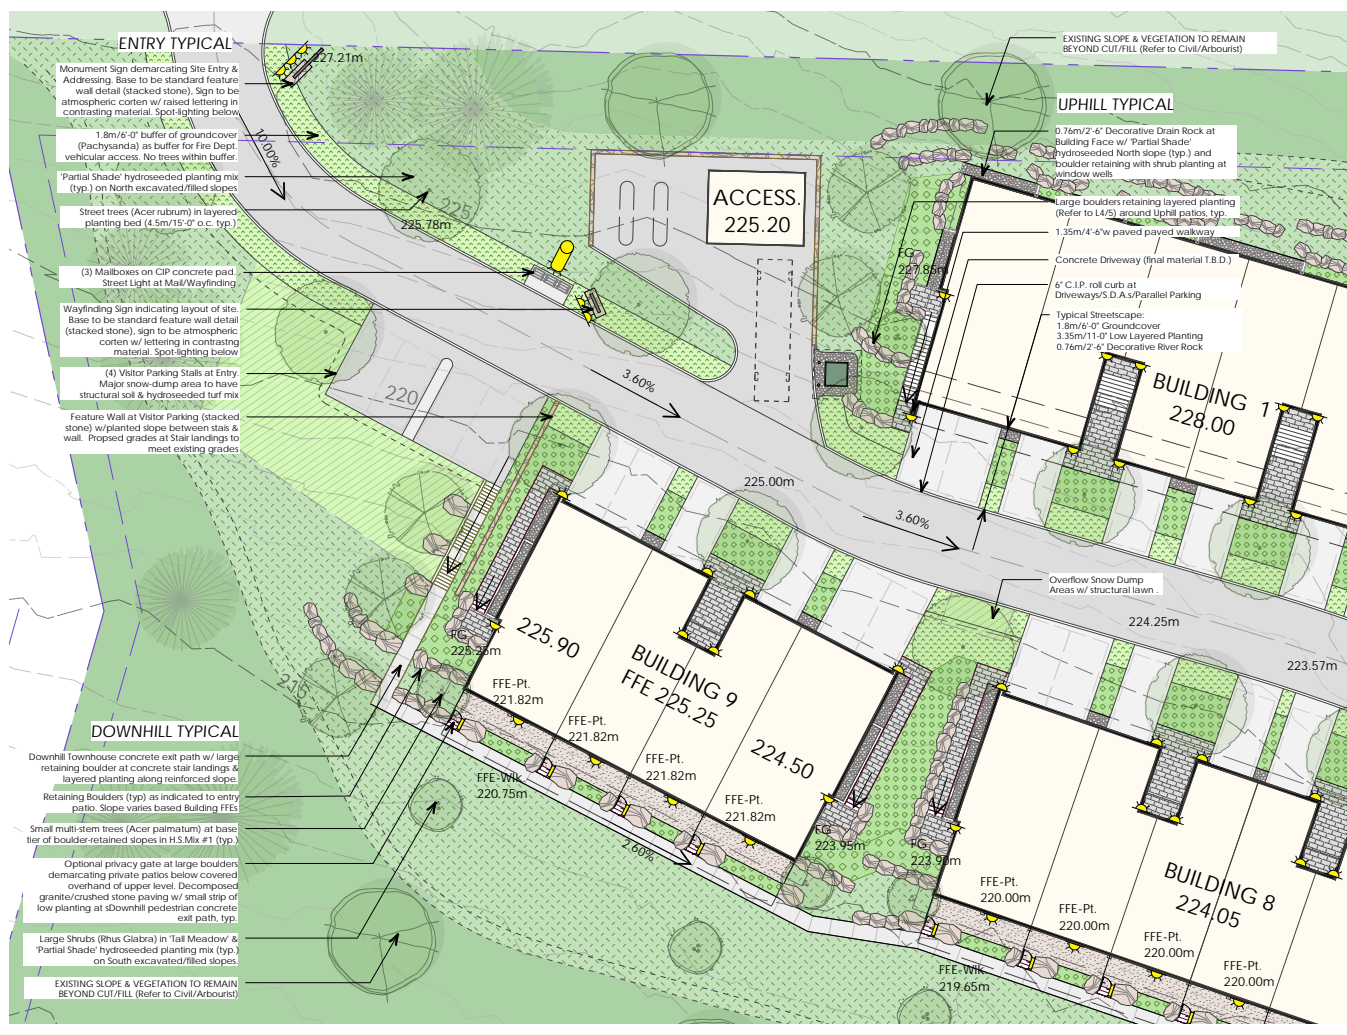 ENTRY TYPICAL
Monument Sign demarcating Site Entry &
Addressing. Base to be standard feature
wall detail (stacked stone), Sign to be
atmospheric corten w/ raised lettering in
contrasting material. Spot-lighting below
1.8m/6'-0" buffer of groundcover
(Pachysanda) as buffer for Fire Dept.
vehicular access. No trees within buffer.
'Partial Shade' hydroseeded planting mix
(typ.) on North excavated/filled slopes
Street trees (Acer rubrum) in layered
planting bed (4.5m/15'-0" o.c. typ.)
(3) Mailboxes on CIP concrete pad.
Street Light at Mail/Wayfinding
Wayfinding Sign indicating layout of site.
Base to be standard feature wall detail
(stacked stone), sign to be atmospheric
corten w/ lettering in contrastng
material. Spot-lighting below
(4) Visitor Parking Stalls at Entry.
Major snow-dump area to have
structural soil & hydroseeded turf mix
Feature Wall at Visitor Parking (stacked
stone) w/planted slope between stais &
wall. Propsed grades at Stair landings to
meet existing grades
DOWNHILL TYPICAL
Downhill Townhouse concrete exit path w/ large
retaining boulder at concrete stair landings &
layered planting along reinforced slope.
Retaining Boulders (typ) as indicated to entry
patio. Slope varies based Building FFEs
Small multi-stem trees (Acer palmatum) at base
tier of boulder-retained slopes in H.S.Mix #1 (typ.)
Optional privacy gate at large boulders
demarcating private patios below covered
overhand of upper level. Decomposed
granite/crushed stone paving w/ small strip of
low planting at sDownhill pedestrian concrete
exit path, typ.
Large Shrubs (Rhus Glabra) in 'Tall Meadow' &
'Partial Shade' hydroseeded planting mix (typ.)
on South excavated/filled slopes.
EXISTING SLOPE & VEGETATION TO REMAIN
BEYOND CUT/FILL (Refer to Civil/Arbourist)
227.21m
10.00%
225
225.78m
220
215
ACCESS.
225.20
3.60%
225.00m
3.60%
224.25m
223.57m
EXISTING SLOPE & VEGETATION TO REMAIN
BEYOND CUT/FILL (Refer to Civil/Arbourist)
UPHILL TYPICAL
0.76m/2'-6" Decorative Drain Rock at
Building Face w/ 'Partial Shade'
hydroseeded North slope (typ.) and
boulder retaining with shrub planting at
window wells
Large boulders retaining layered planting
(Refer to L4/5) around Uphill patios, typ.
1.35m/4'-6"w paved paved walkway
Concrete Driveway (final material T.B.D.)
6" C.I.P. roll curb at
Driveways/S.D.A.s/Parallel Parking
Typical Streetscape:
1.8m/6'-0" Groundcover
3.35m/11-0" Low Layered Planting
0.76m/2'-6" Decorative River Rock
FG
227.85m
BUILDING 1
228.00
Overflow Snow Dump
Areas w/ structural lawn .
FG
225.25m
225.90
BUILDING 9
FFE 225.25
224.50
FFE-Pt.
221.82m
FFE-Pt.
221.82m
FFE-Pt.
221.82m
FFE-Pt.
221.82m
FFE-Wlk
220.75m
2.60%
FG
223.95m
FG
223.90m
BUILDING 8
224.05
FFE-Pt.
220.00m
FFE-Pt.
220.00m
FFE-Pt.
220.00m
FFE-Pt.
220.00m
FFE-Wlk
219.65m